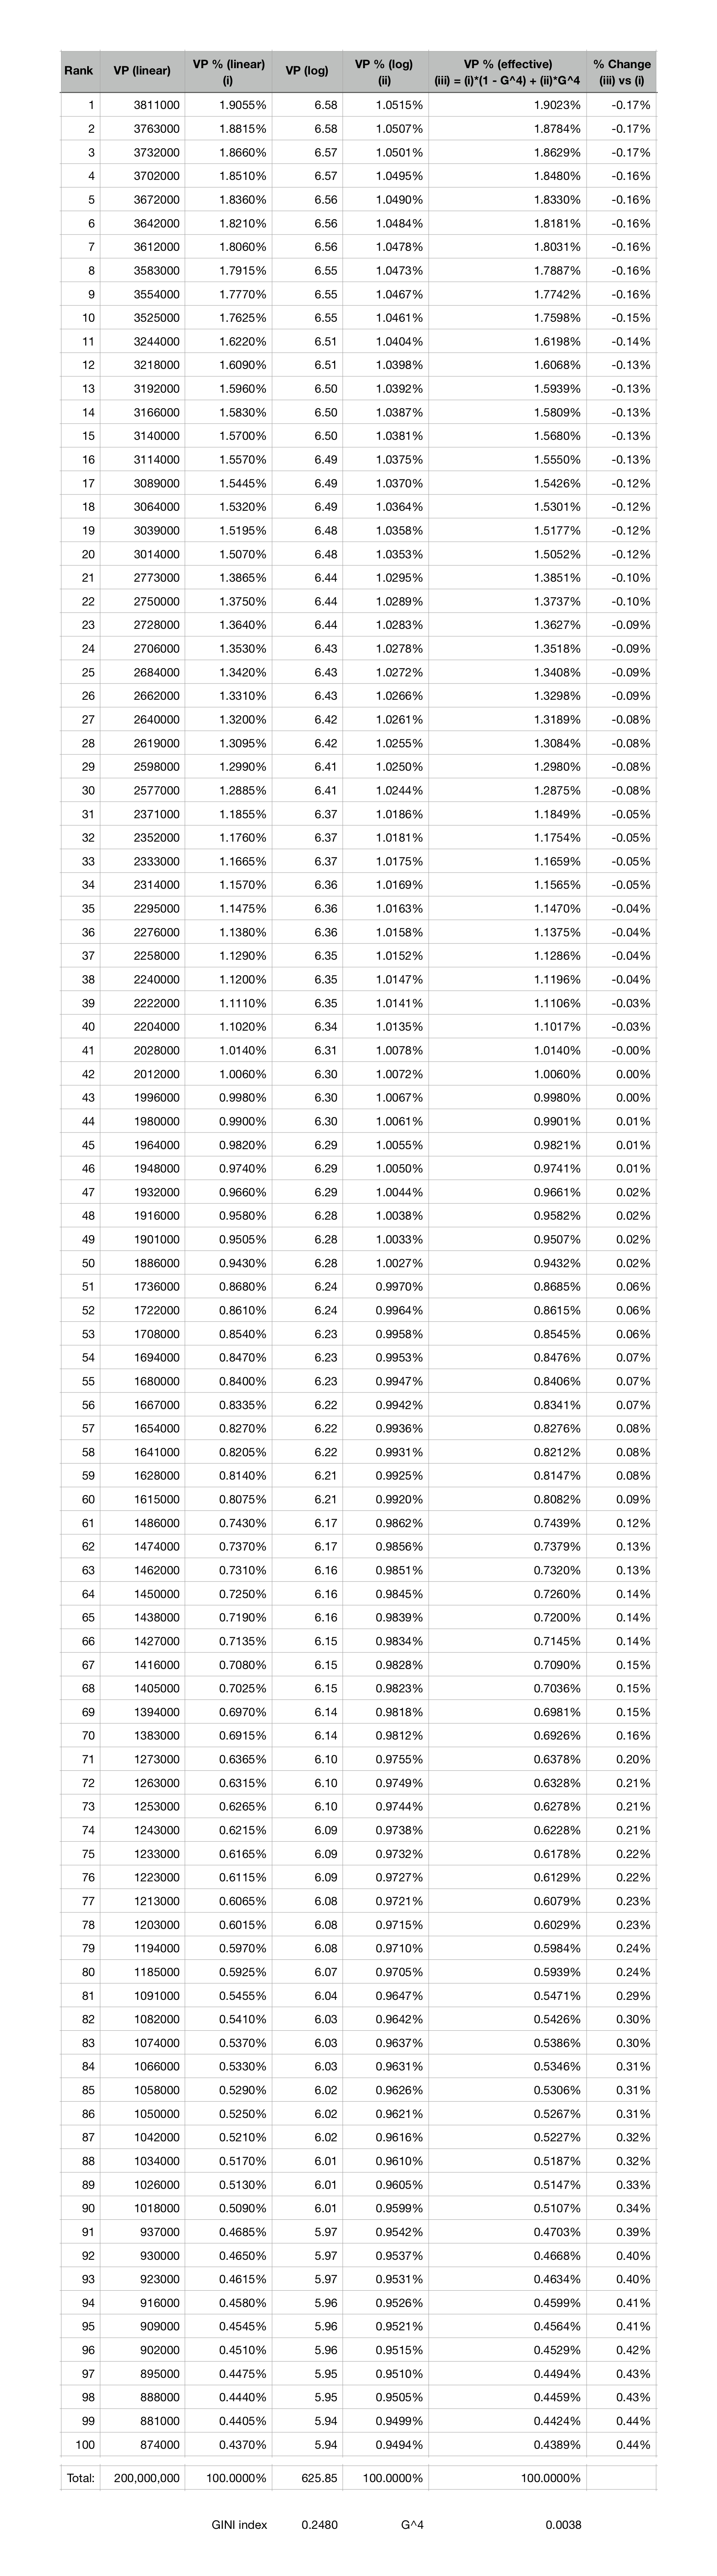 Rank VP (linear) VP % (linear) (i) VP (log) VP % (log) (ii) VP % (effective) (iii) = (i)*(1 - G^4) + (ii)*G^4 % Change (iii) vs (i)
1 3811000 1.9055% 6.58 1.0515% 1.9023% -0.17%
2 3763000 1.8815% 6.58 1.0507% 1.8784% -0.17%
3 3732000 1.8660% 6.57 1.0501% 1.8629% -0.17%
4 3702000 1.8510% 6.57 1.0495% 1.8480% -0.16%
5 3672000 1.8360% 6.56 1.0490% 1.8330% -0.16%
6 3642000 1.8210% 6.56 1.0484% 1.8181% -0.16%
7 3612000 1.8060% 6.56 1.0478% 1.8031% -0.16%
8 3583000 1.7915% 6.55 1.0473% 1.7887% -0.16%
9 3554000 1.7770% 6.55 1.0467% 1.7742% -0.16%
10 3525000 1.7625% 6.55 1.0461% 1.7598% -0.15%
11 3244000 1.6220% 6.51 1.0404% 1.6198% -0.14%
12 3218000 1.6090% 6.51 1.0398% 1.6068% -0.13%
13 3192000 1.5960% 6.50 1.0392% 1.5939% -0.13%
14 3166000 1.5830% 6.50 1.0387% 1.5809% -0.13%
15 3140000 1.5700% 6.50 1.0381% 1.5680% -0.13%
16 3114000 1.5570% 6.49 1.0375% 1.5550% -0.13%
17 3089000 1.5445% 6.49 1.0370% 1.5426% -0.12%
18 3064000 1.5320% 6.49 1.0364% 1.5301% -0.12%
19 3039000 1.5195% 6.48 1.0358% 1.5177% -0.12%
20 3014000 1.5070% 6.48 1.0353% 1.5052% -0.12%
21 2773000 1.3865% 6.44 1.0295% 1.3851% -0.10%
22 2750000 1.3750% 6.44 1.0289% 1.3737% -0.10%
23 2728000 1.3640% 6.44 1.0283% 1.3627% -0.09%
24 2706000 1.3530% 6.43 1.0278% 1.3518% -0.09%
25 2684000 1.3420% 6.43 1.0272% 1.3408% -0.09%
26 2662000 1.3310% 6.43 1.0266% 1.3298% -0.09%
27 2640000 1.3200% 6.42 1.0261% 1.3189% -0.08%
28 2619000 1.3095% 6.42 1.0255% 1.3084% -0.08%
29 2598000 1.2990% 6.41 1.0250% 1.2980% -0.08%
30 2577000 1.2885% 6.41 1.0244% 1.2875% -0.08%
31 2371000 1.1855% 6.37 1.0186% 1.1849% -0.05%
32 2352000 1.1760% 6.37 1.0181% 1.1754% -0.05%
33 2333000 1.1665% 6.37 1.0175% 1.1659% -0.05%
34 2314000 1.1570% 6.36 1.0169% 1.1565% -0.05%
35 2295000 1.1475% 6.36 1.0163% 1.1470% -0.04%
36 2276000 1.1380% 6.36 1.0158% 1.1375% -0.04%
37 2258000 1.1290% 6.35 1.0152% 1.1286% -0.04%
38 2240000 1.1200% 6.35 1.0147% 1.1196% -0.04%
39 2222000 1.1110% 6.35 1.0141% 1.1106% -0.03%
40 2204000 1.1020% 6.34 1.0135% 1.1017% -0.03%
41 2028000 1.0140% 6.31 1.0078% 1.0140% -0.00%
42 2012000 1.0060% 6.30 1.0072% 1.0060% 0.00%
43 1996000 0.9980% 6.30 1.0067% 0.9980% 0.00%
44 1980000 0.9900% 6.30 1.0061% 0.9901% 0.01%
45 1964000 0.9820% 6.29 1.0055% 0.9821% 0.01%
46 1948000 0.9740% 6.29 1.0050% 0.9741% 0.01%
47 1932000 0.9660% 6.29 1.0044% 0.9661% 0.02%
48 1916000 0.9580% 6.28 1.0038% 0.9582% 0.02%
49 1901000 0.9505% 6.28 1.0033% 0.9507% 0.02%
50 1886000 0.9430% 6.28 1.0027% 0.9432% 0.02%
51 1736000 0.8680% 6.24 0.9970% 0.8685% 0.06%
52 1722000 0.8610% 6.24 0.9964% 0.8615% 0.06%
53 1708000 0.8540% 6.23 0.9958% 0.8545% 0.06%
54 1694000 0.8470% 6.23 0.9953% 0.8476% 0.07%
55 1680000 0.8400% 6.23 0.9947% 0.8406% 0.07%
56 1667000 0.8335% 6.22 0.9942% 0.8341% 0.07%
57 1654000 0.8270% 6.22 0.9936% 0.8276% 0.08%
58 1641000 0.8205% 6.22 0.9931% 0.8212% 0.08%
59 1628000 0.8140% 6.21 0.9925% 0.8147% 0.08%
60 1615000 0.8075% 6.21 0.9920% 0.8082% 0.09%
61 1486000 0.7430% 6.17 0.9862% 0.7439% 0.12%
62 1474000 0.7370% 6.17 0.9856% 0.7379% 0.13%
63 1462000 0.7310% 6.16 0.9851% 0.7320% 0.13%
64 1450000 0.7250% 6.16 0.9845% 0.7260% 0.14%
65 1438000 0.7190% 6.16 0.9839% 0.7200% 0.14%
66 1427000 0.7135% 6.15 0.9834% 0.7145% 0.14%
67 1416000 0.7080% 6.15 0.9828% 0.7090% 0.15%
68 1405000 0.7025% 6.15 0.9823% 0.7036% 0.15%
69 1394000 0.6970% 6.14 0.9818% 0.6981% 0.15%
70 1383000 0.6915% 6.14 0.9812% 0.6926% 0.16%
71 1273000 0.6365% 6.10 0.9755% 0.6378% 0.20%
72 1263000 0.6315% 6.10 0.9749% 0.6328% 0.21%
73 1253000 0.6265% 6.10 0.9744% 0.6278% 0.21%
74 1243000 0.6215% 6.09 0.9738% 0.6228% 0.21%
75 1233000 0.6165% 6.09 0.9732% 0.6178% 0.22%
76 1223000 0.6115% 6.09 0.9727% 0.6129% 0.22%
77 1213000 0.6065% 6.08 0.9721% 0.6079% 0.23%
78 1203000 0.6015% 6.08 0.9715% 0.6029% 0.23%
79 1194000 0.5970% 6.08 0.9710% 0.5984% 0.24%
80 1185000 0.5925% 6.07 0.9705% 0.5939% 0.24%
81 1091000 0.5455% 6.04 0.9647% 0.5471% 0.29%
82 1082000 0.5410% 6.03 0.9642% 0.5426% 0.30%
83 1074000 0.5370% 6.03 0.9637% 0.5386% 0.30%
84 1066000 0.5330% 6.03 0.9631% 0.5346% 0.31%
85 1058000 0.5290% 6.02 0.9626% 0.5306% 0.31%
86 1050000 0.5250% 6.02 0.9621% 0.5267% 0.31%
87 1042000 0.5210% 6.02 0.9616% 0.5227% 0.32%
88 1034000 0.5170% 6.01 0.9610% 0.5187% 0.32%
89 1026000 0.5130% 6.01 0.9605% 0.5147% 0.33%
90 1018000 0.5090% 6.01 0.9599% 0.5107% 0.34%
91 937000 0.4685% 5.97 0.9542% 0.4703% 0.39%
92 930000 0.4650% 5.97 0.9537% 0.4668% 0.40%
93 923000 0.4615% 5.97 0.9531% 0.4634% 0.40%
94 916000 0.4580% 5.96 0.9526% 0.4599% 0.41%
95 909000 0.4545% 5.96 0.9521% 0.4564% 0.41%
96 902000 0.4510% 5.96 0.9515% 0.4529% 0.42%
97 895000 0.4475% 5.95 0.9510% 0.4494% 0.43%
98 888000 0.4440% 5.95 0.9505% 0.4459% 0.43%
99 881000 0.4405% 5.94 0.9499% 0.4424% 0.44%
100 874000 0.4370% 5.94 0.9494% 0.4389% 0.44%
Total: 200,000,000 100.0000% 625.85 100.0000% 100.0000%
GINI index 0.2480 G^4 0.0038